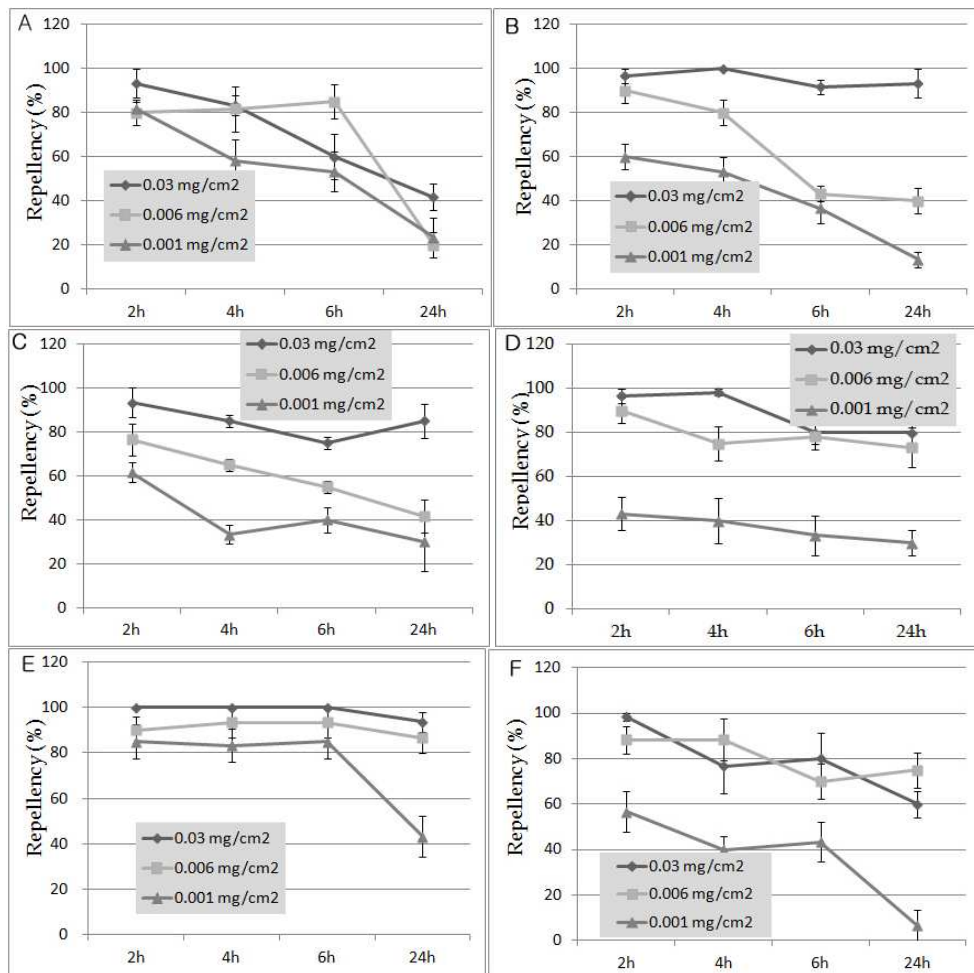 A
Repellency (%)
120
100
80
60
40
20
0
0.03 mg/cm2
0.006 mg/cm2
0.001 mg/cm2
2h 4h 6h 24h
B
Repellency (%)
120
100
80
60
40
20
0
0.03 mg/cm2
0.006 mg/cm2
0.001 mg/cm2
2h 4h 6h 24h
C
Repellency (%)
120
100
80
60
40
20
0
0.03 mg/cm2
0.006 mg/cm2
0.001 mg/cm2
2h 4h 6h 24h
D
Repellency (%)
120
100
80
60
40
20
0
0.03 mg/cm2
0.006 mg/cm2
0.001 mg/cm2
2h 4h 6h 24h
E
Repellency (%)
120
100
80
60
40
20
0
0.03 mg/cm2
0.006 mg/cm2
0.001 mg/cm2
2h 4h 6h 24h
F
Repellency (%)
120
100
80
60
40
20
0
0.03 mg/cm2
0.006 mg/cm2
0.001 mg/cm2
2h 4h 6h 24h